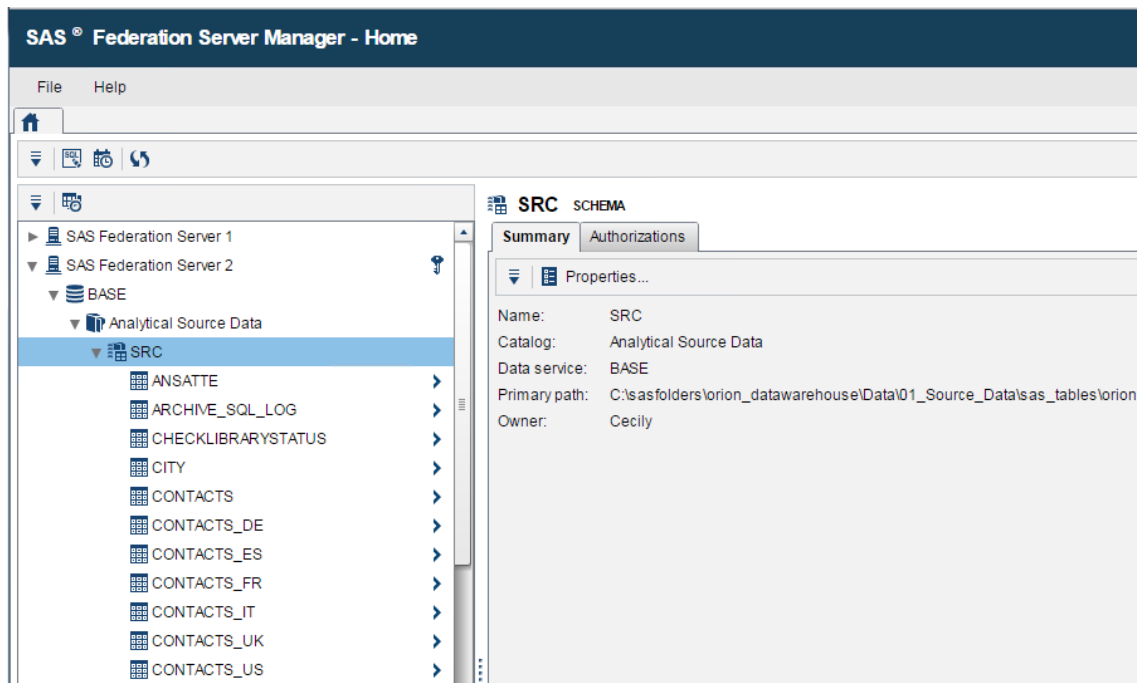 SAS ® Federation Server Manager - Home
File Help
SQL
SAS Federation Server 1
SAS Federation Server 2
BASE
Analytical Source Data
SRC
ANSATTE
ARCHIVE_SQL_LOG
CHECKLIBRARYSTATUS
CITY
CONTACTS
CONTACTS_DE
CONTACTS_ES
CONTACTS_FR
CONTACTS_IT
CONTACTS_UK
CONTACTS_US
SRC SCHEMA
Summary Authorizations
Properties...
Name: SRC
Catalog: Analytical Source Data
Data service: BASE
Primary path: C:\sasfolders\orion_datawarehouse\Data\01_Source_Data\sas_tables\orion
Owner: Cecily